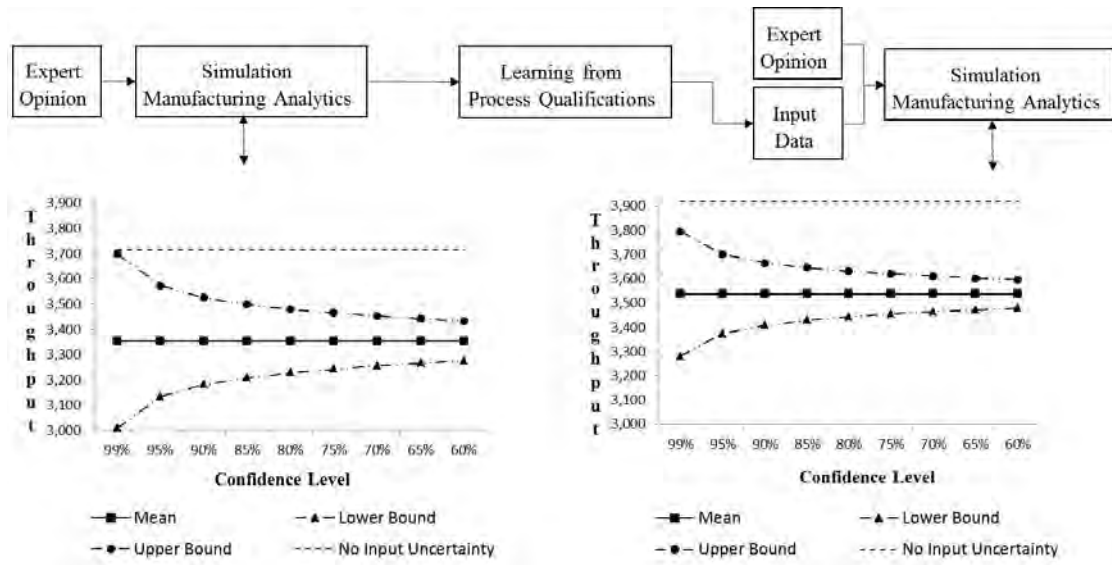 Expert
Opinion
Simulation
Manufacturing Analytics
Learning from
Process Qualifications
Expert
Opinion
Input
Data
Simulation
Manufacturing Analytics
Throughput
3,900
3,800
3,700
3,600
3,500
3,400
3,300
3,200
3,100
3,000
99% 95% 90% 85% 80% 75% 70% 65% 60%
Confidence Level
Mean Lower Bound
Upper Bound No Input Uncertainty
Throughput
3,900
3,800
3,700
3,600
3,500
3,400
3,300
3,200
3,100
3,000
99% 95% 90% 85% 80% 75% 70% 65% 60%
Confidence Level
Mean Lower Bound
Upper Bound No Input Uncertainty